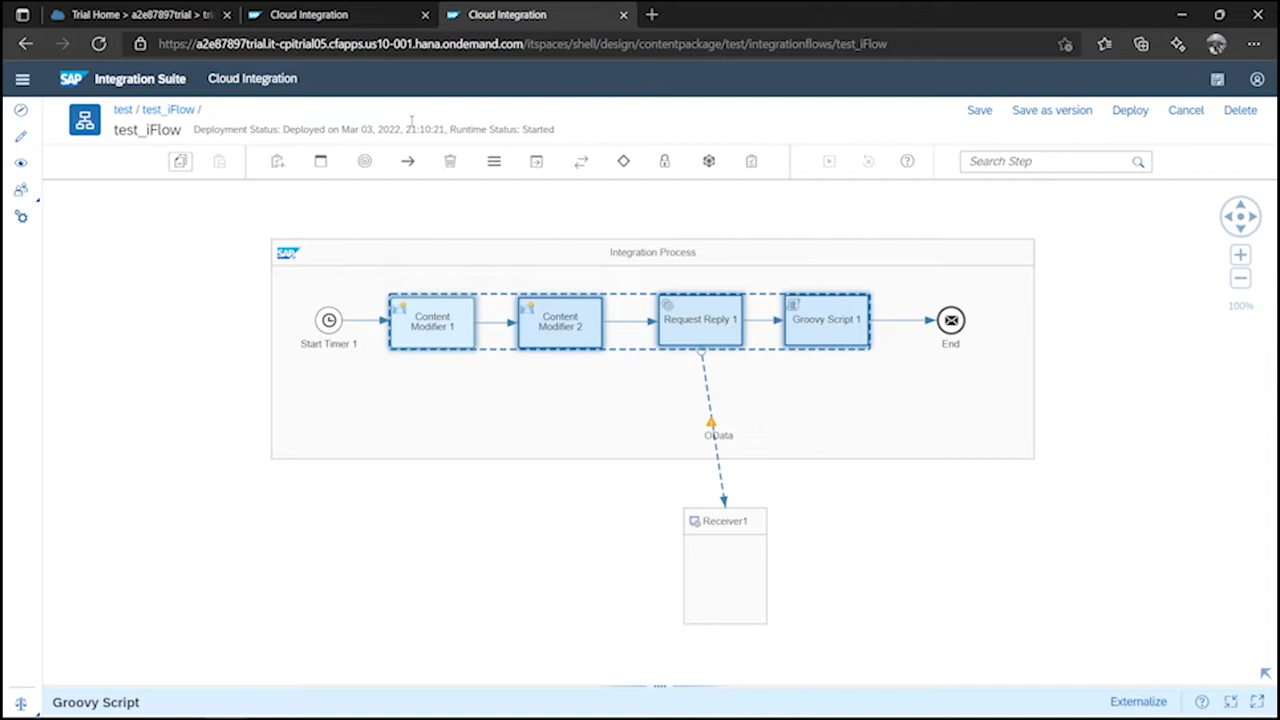 Trial Home > a2e87897trial > tri
Cloud Integration
Cloud Integration
https://a2e87897trial.it-cpitrial05.cfapps.us10-001.hana.ondemand.com/itspaces/shell/design/contentpackage/test/integrationflows/test_iFlow
SAP Integration Suite Cloud Integration
test / test_iFlow /
test_iFlow Deployment Status: Deployed on Mar 03, 2022, 21:10:21, Runtime Status: Started
Save Save as version Deploy Cancel Delete
Search Step
SAP Integration Process
Start Timer 1
Content
Modifier 1
Content
Modifier 2
Request Reply 1
Groovy Script 1
End
100%
OData
Receiver1
Groovy Script
Externalize